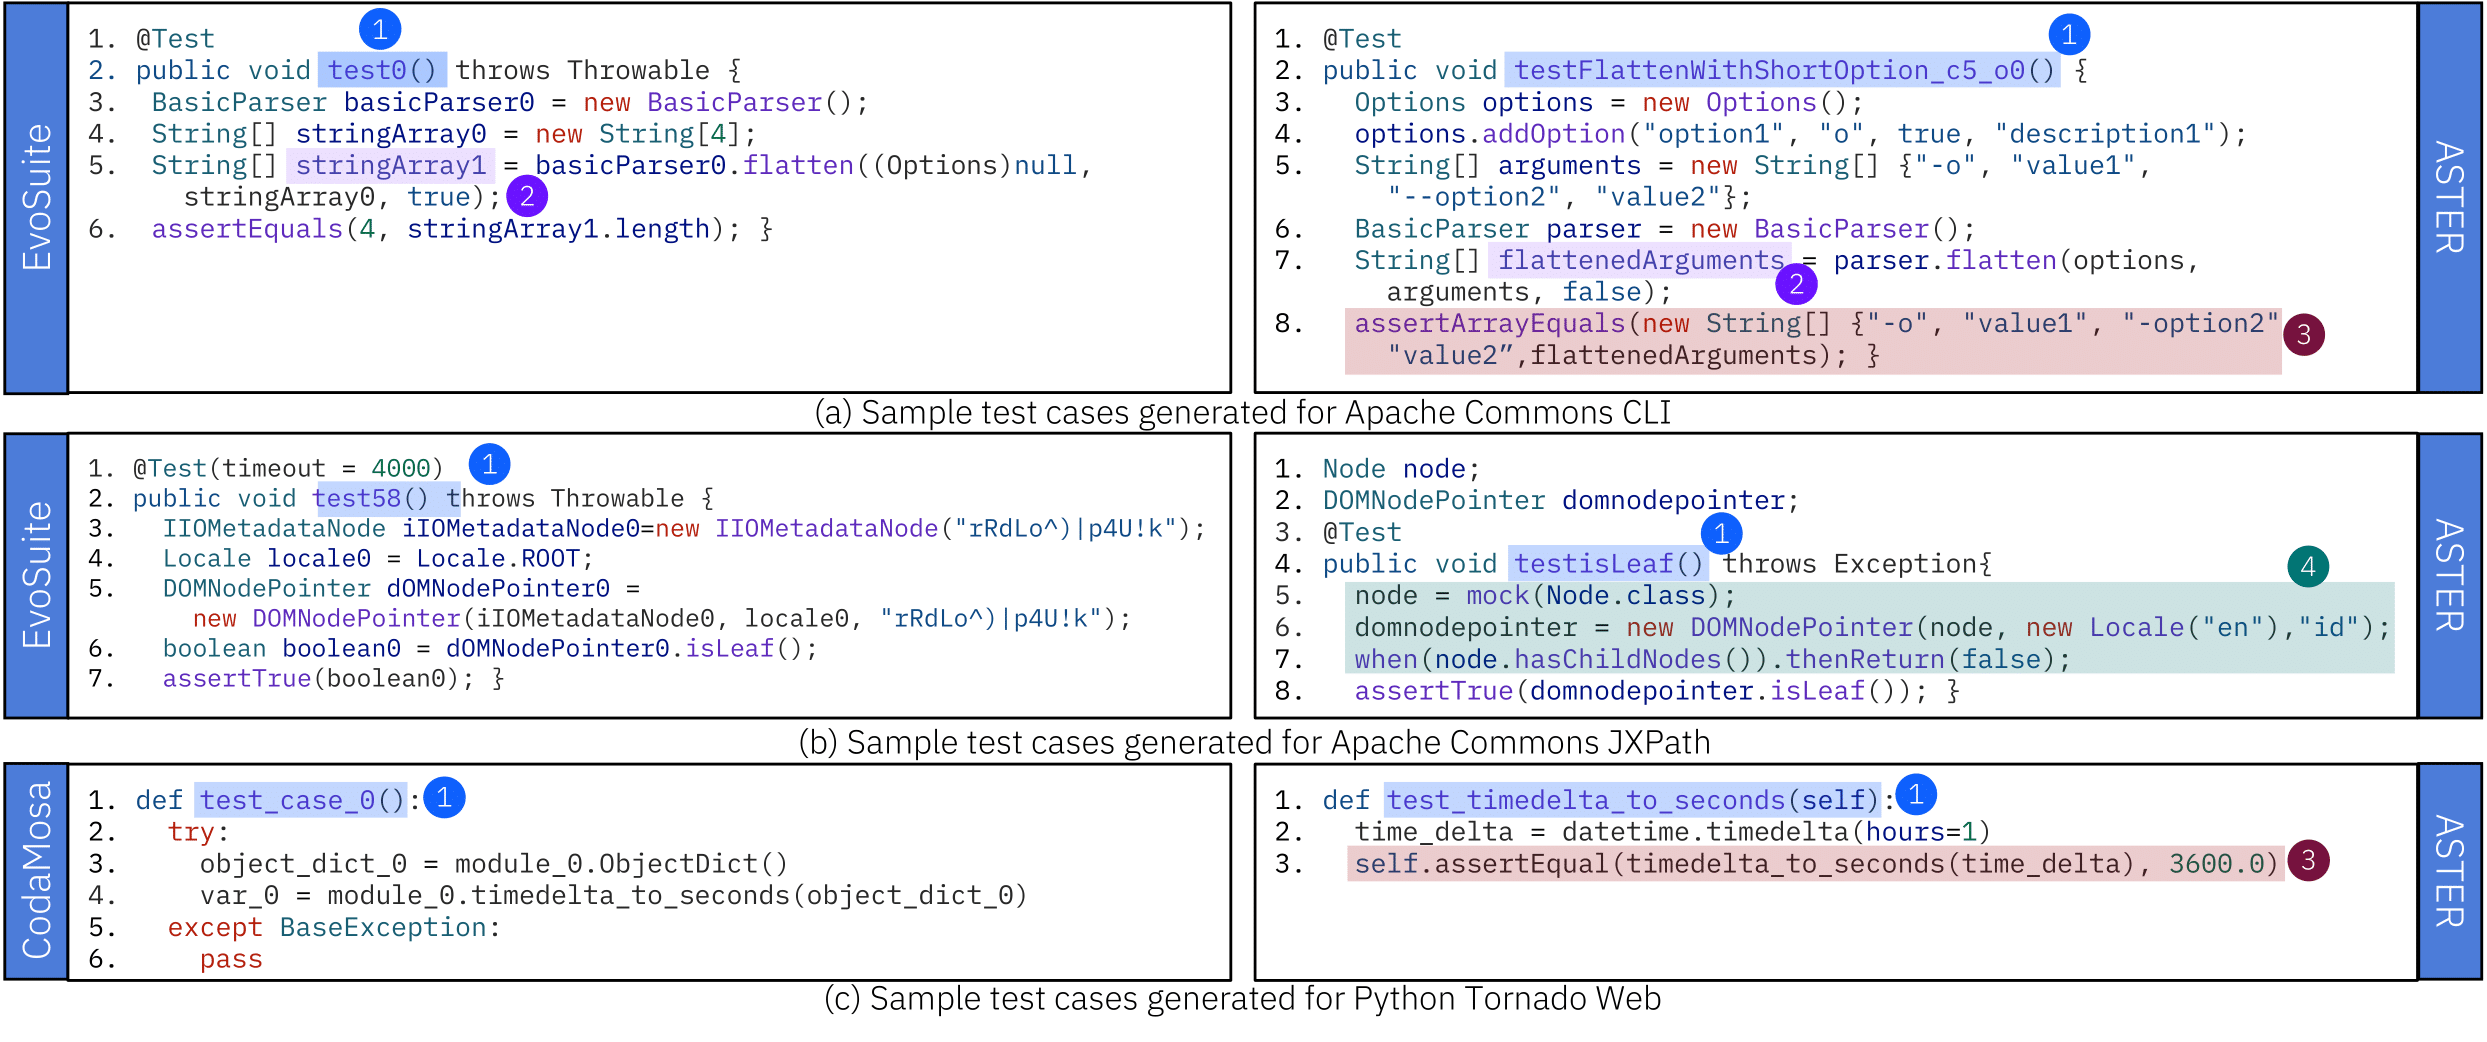 EvoSuite
1
1. @Test
2. public void test0() throws Throwable {
3. BasicParser basicParser0 = new BasicParser();
4. String[] stringArray0 = new String[4];
5. String[] stringArray1 = basicParser0.flatten((Options)null,
stringArray0, true); 2
6. assertEquals(4, stringArray1.length); }
ASTER
1
1. @Test
2. public void testFlattenWithShortOption_c5_o0() {
3. Options options = new Options();
4. options.addOption("option1", "o", true, "description1");
5. String[] arguments = new String[] {"-o", "value1",
"--option2", "value2"};
6. BasicParser parser = new BasicParser();
7. String[] flattenedArguments = parser.flatten(options,
arguments, false); 2
8. assertArrayEquals(new String[] {"-o", "value1", "-option2" 3
"value2”,flattenedArguments); }
(a) Sample test cases generated for Apache Commons CLI
EvoSuite
1. @Test(timeout = 4000) 1
2. public void test58() throws Throwable {
3. IIOMetadataNode iIOMetadataNode0=new IIOMetadataNode("rRdLo^)|p4U!k");
4. Locale locale0 = Locale.ROOT;
5. DOMNodePointer dOMNodePointer0 =
new DOMNodePointer(iIOMetadataNode0, locale0, "rRdLo^)|p4U!k");
6. boolean boolean0 = dOMNodePointer0.isLeaf();
7. assertTrue(boolean0); }
ASTER
1. Node node;
2. DOMNodePointer domnodepointer;
3. @Test 1
4. public void testisLeaf() throws Exception{ 4
5. node = mock(Node.class);
6. domnodepointer = new DOMNodePointer(node, new Locale("en"),"id");
7. when(node.hasChildNodes()).thenReturn(false);
8. assertTrue(domnodepointer.isLeaf()); }
(b) Sample test cases generated for Apache Commons JXPath
CodaMosa
1. def test_case_0(): 1
2. try:
3. object_dict_0 = module_0.ObjectDict()
4. var_0 = module_0.timedelta_to_seconds(object_dict_0)
5. except BaseException:
6. pass
ASTER
1. def test_timedelta_to_seconds(self): 1
2. time_delta = datetime.timedelta(hours=1)
3. self.assertEqual(timedelta_to_seconds(time_delta), 3600.0) 3
(c) Sample test cases generated for Python Tornado Web